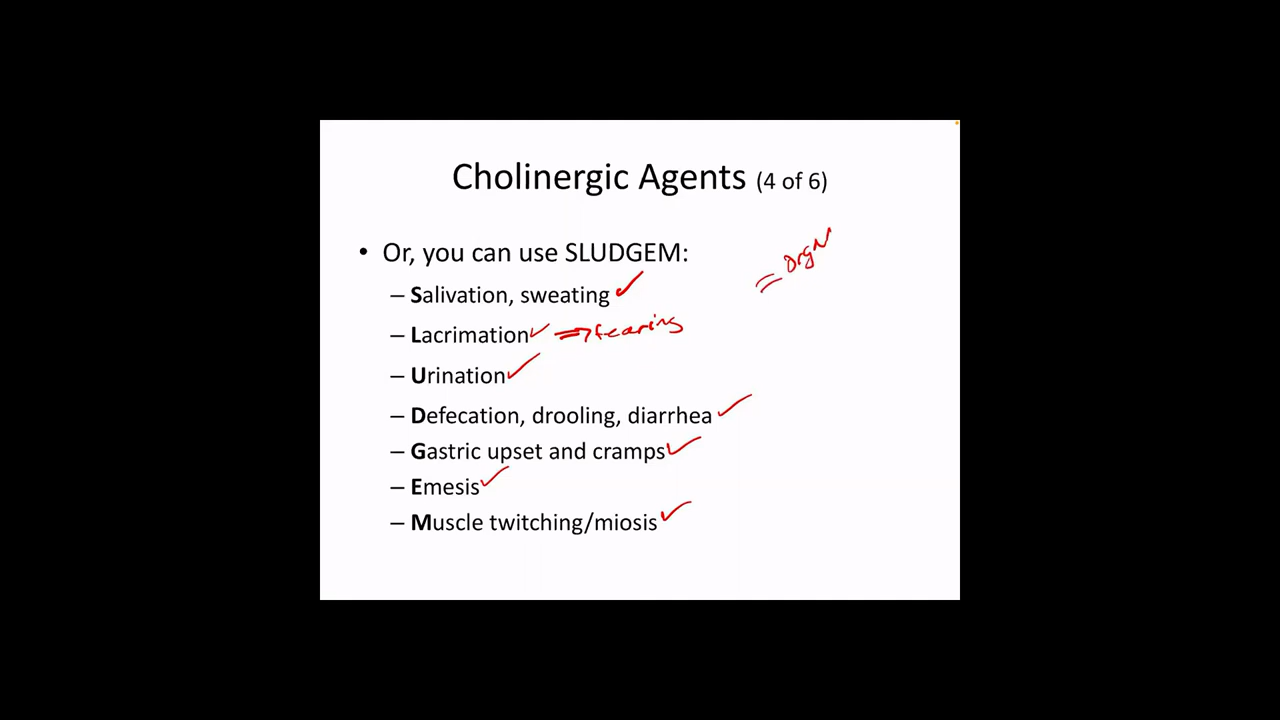 Cholinergic Agents (4 of 6)
• Or, you can use SLUDGEM:
– Salivation, sweating
– Lacrimation ⇒ tearing
– Urination
– Defecation, drooling, diarrhea
– Gastric upset and cramps
– Emesis
– Muscle twitching/miosis